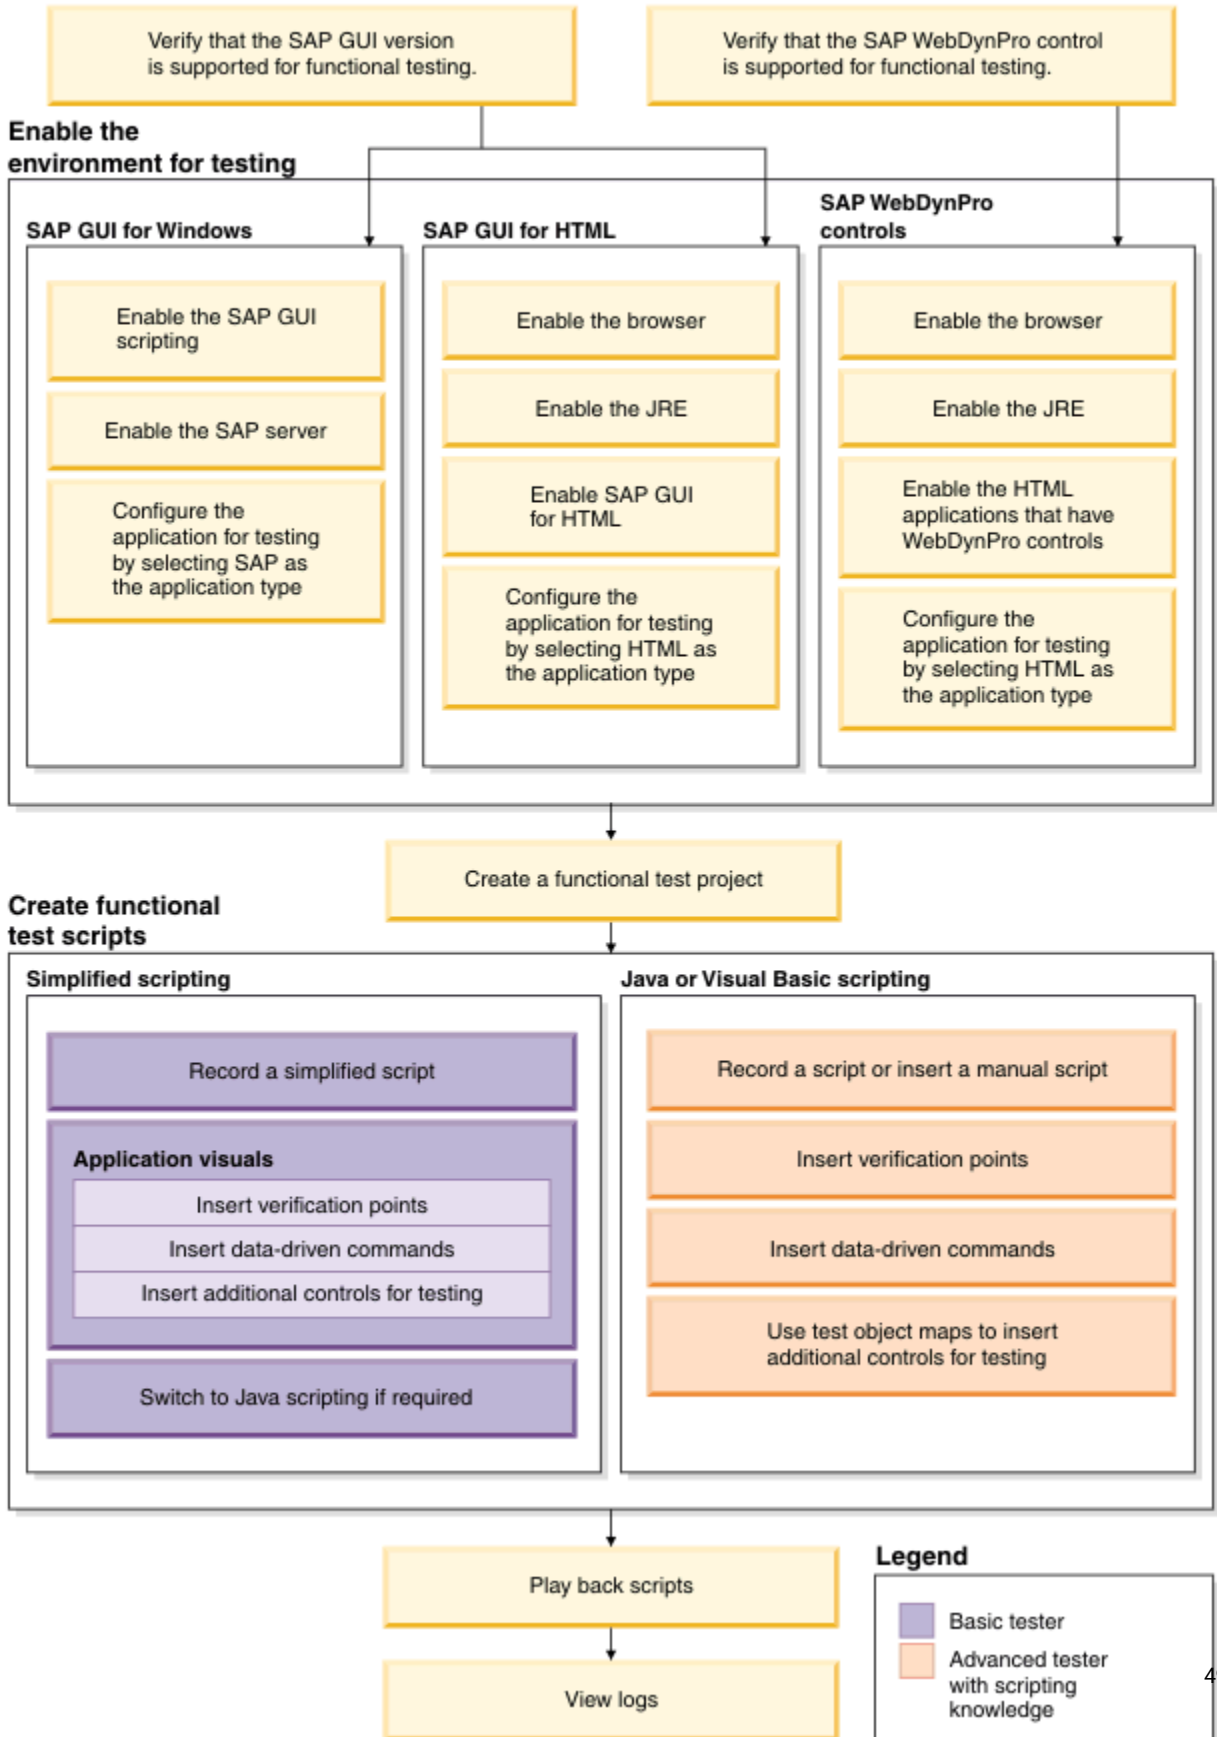 Verify that the SAP GUI version
is supported for functional testing.
Verify that the SAP WebDynPro control
is supported for functional testing.
Enable the
environment for testing
SAP GUI for Windows
Enable the SAP GUI
scripting
Enable the SAP server
Configure the
application for testing
by selecting SAP as
the application type
SAP GUI for HTML
Enable the browser
Enable the JRE
Enable SAP GUI
for HTML
Configure the
application for testing
by selecting HTML as
the application type
SAP WebDynPro
controls
Enable the browser
Enable the JRE
Enable the HTML
applications that have
WebDynPro controls
Configure the
application for testing
by selecting HTML as
the application type
Create a functional test project
Create functional
test scripts
Simplified scripting
Record a simplified script
Application visuals
Insert verification points
Insert data-driven commands
Insert additional controls for testing
Switch to Java scripting if required
Java or Visual Basic scripting
Record a script or insert a manual script
Insert verification points
Insert data-driven commands
Use test object maps to insert
additional controls for testing
Play back scripts
View logs
Legend
Basic tester
Advanced tester
with scripting
knowledge